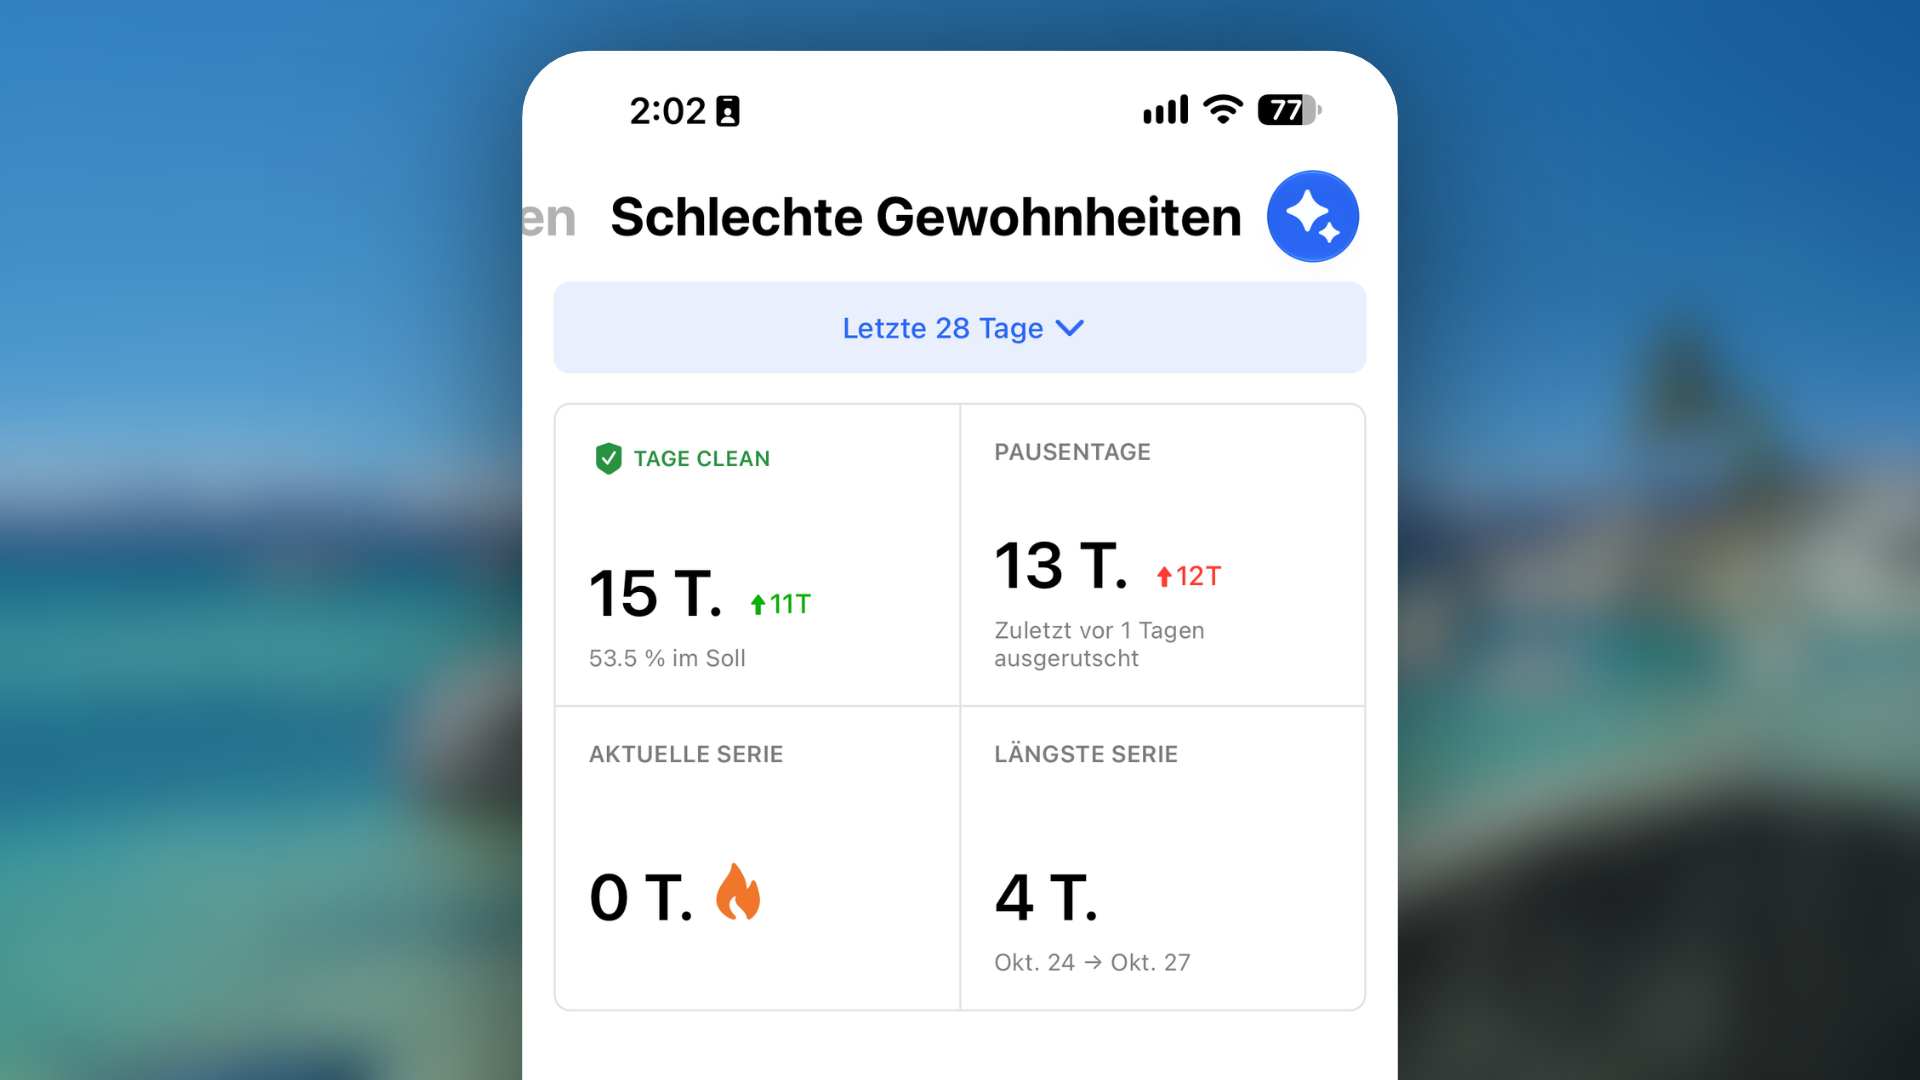 2:02
77
en Schlechte Gewohnheiten
Letzte 28 Tage
TAGE CLEAN
15 T. 11T
53.5 % im Soll
PAUSENTAGE
13 T. 12T
Zuletzt vor 1 Tagen
ausgerutscht
AKTUELLE SERIE
0 T.
LÄNGSTE SERIE
4 T.
Okt. 24 → Okt. 27